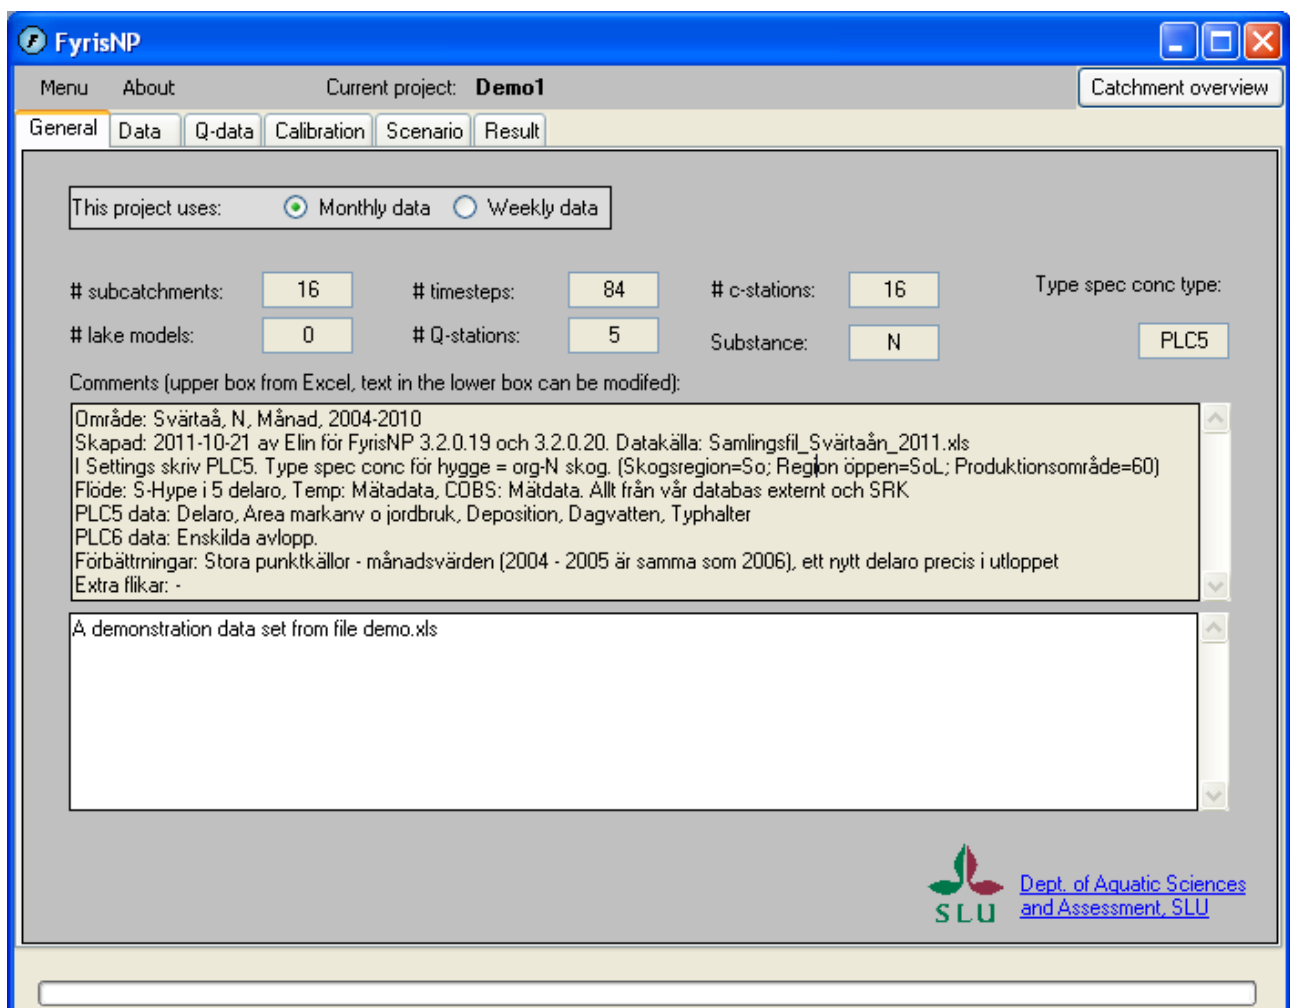 FyrisNP
Menu About Current project: Demo1 Catchment overview
General Data Q-data Calibration Scenario Result
This project uses: Monthly data Weekly data
# subcatchments: 16 # timesteps: 84 # c-stations: 16 Type spec conc type:
# lake models: 0 # Q-stations: 5 Substance: N PLC5
Comments (upper box from Excel, text in the lower box can be modifed):
Område: Svärtaå, N, Månad, 2004-2010
Skapad: 2011-10-21 av Elin för FyrisNP 3.2.0.19 och 3.2.0.20. Datakälla: Samlingsfil_Svärtaån_2011.xls
I Settings skriv PLC5. Type spec conc för hygge = org-N skog. (Skogsregion=So; Region öppen=SoL; Produktionsområde=60)
Flöde: S-Hype i 5 delaro, Temp: Mätadata, COBS: Mätdata. Allt från vår databas externt och SRK
PLC5 data: Delaro, Area markanv o jordbruk, Deposition, Dagvatten, Typhalter
PLC6 data: Enskilda avlopp.
Förbättrningar: Stora punktkällor - månadsvärden (2004 - 2005 är samma som 2006), ett nytt delaro precis i utloppet
Extra flikar: -
A demonstration data set from file demo.xls
SLU
Dept. of Aquatic Sciences
and Assessment, SLU